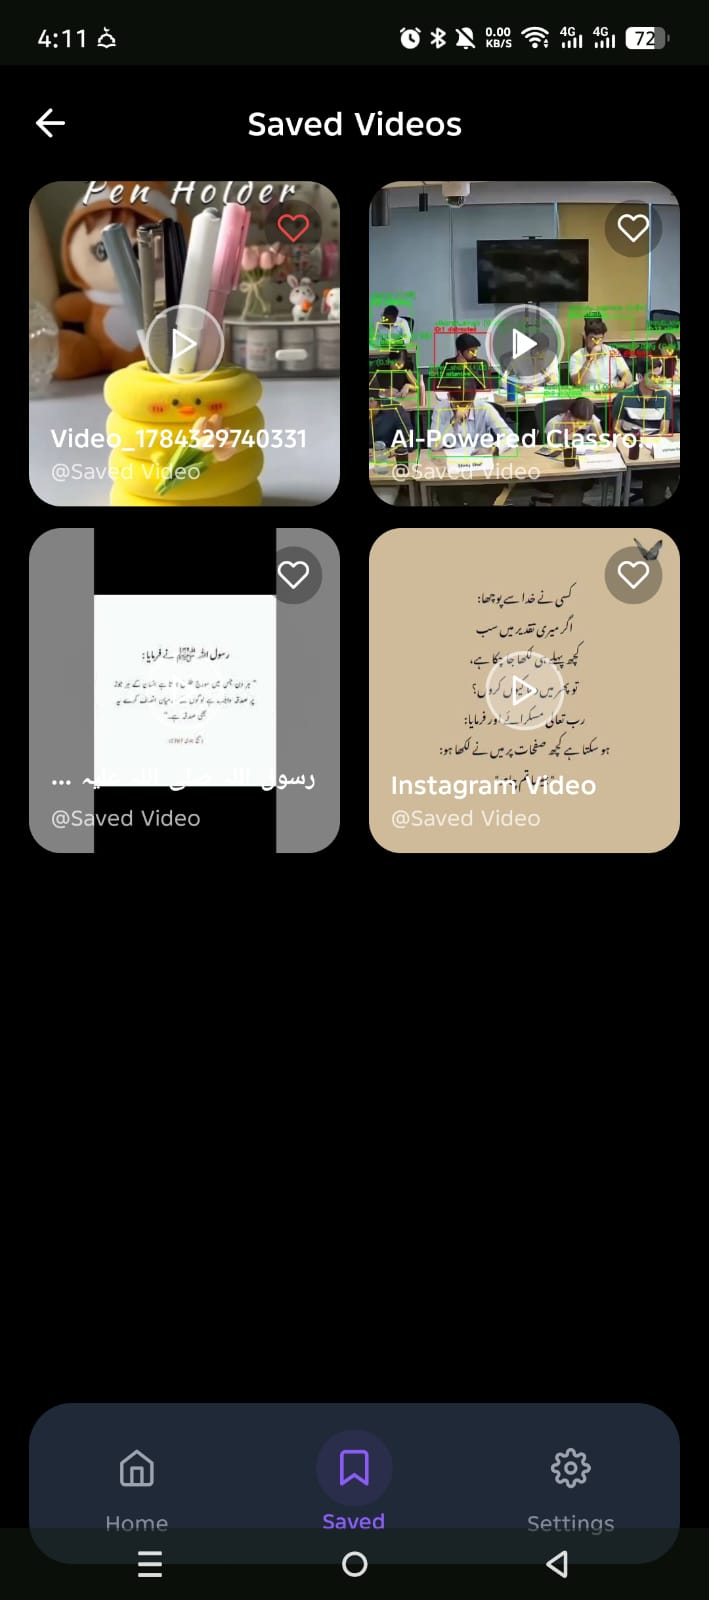 4:11
0.00
KB/S
4G
4G
72
Saved Videos
Pen Holder
Video_1784329740331
@Saved Video
AI-Powered Classro...
@Saved Video
رسول اللہ ﷺ نے فرمایا:
رسول اللہ صلی اللہ علیہ ...
@Saved Video
کسی نے خدا سے پوچھا:
اگر میری تقدیر میں سب
کچھ پہلے ہی لکھا جا چکا ہے،
تو پھر میں کیوں کروں؟
رب تعالیٰ مسکرائے اور فرمایا:
ہو سکتا ہے کچھ صفحات پر میں نے لکھا ہو:
Instagram Video
@Saved Video
Home
Saved
Settings